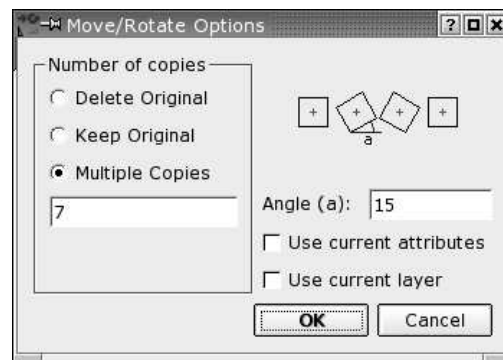 Move/Rotate Options
Number of copies
Delete Original
Keep Original
Multiple Copies
7
a
Angle (a): 15
Use current attributes
Use current layer
OK Cancel